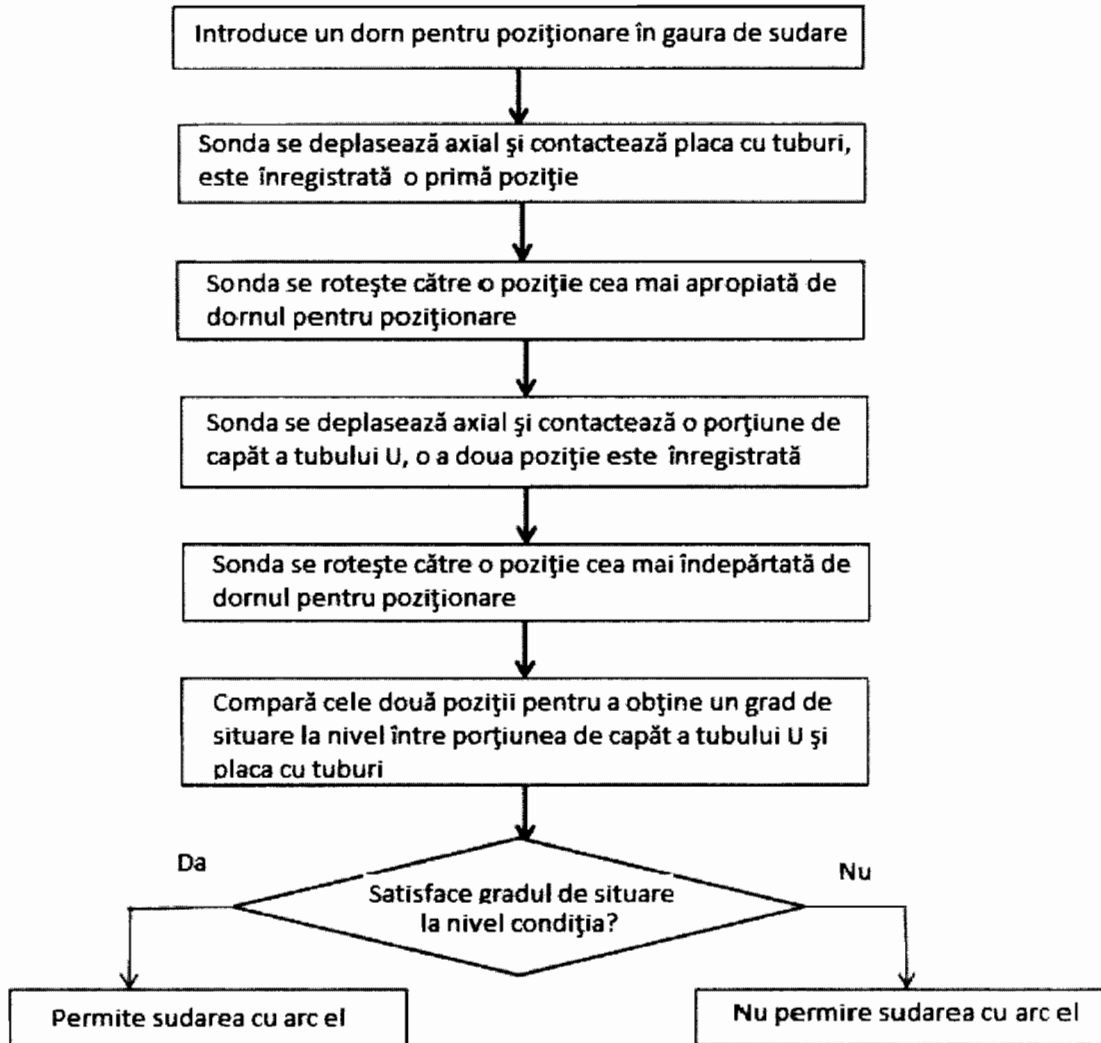 Introduce un dorn pentru poziţionare în gaura de sudare
Sonda se deplasează axial şi contactează placa cu tuburi,
este înregistrată o primă poziţie
Sonda se roteşte către o poziţie cea mai apropiată de
dornul pentru poziţionare
Sonda se deplasează axial şi contactează o porţiune de
capăt a tubului U, o a doua poziţie este înregistrată
Sonda se roteşte către o poziţie cea mai îndepărtată de
dornul pentru poziţionare
Compară cele două poziţii pentru a obţine un grad de
situare la nivel între porţiunea de capăt a tubului U şi
placa cu tuburi
Da
Nu
Satisface gradul de situare
la nivel condiţia?
Permite sudarea cu arc el
Nu permire sudarea cu arc el